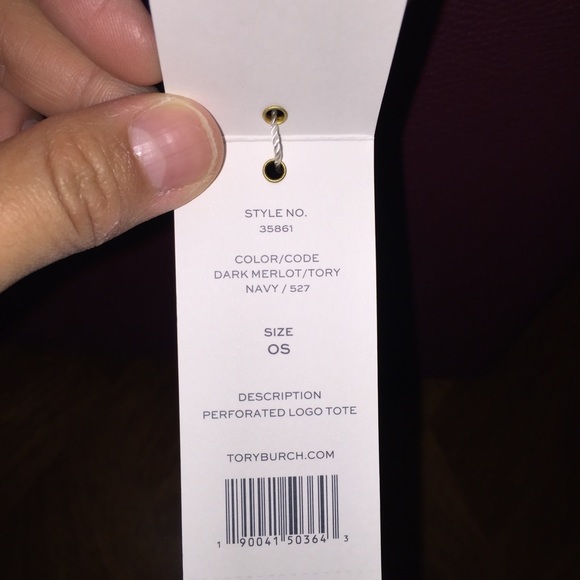 STYLE NO.
35861
COLOR/CODE
DARK MERLOT/TORY
NAVY / 527
SIZE
OS
DESCRIPTION
PERFORATED LOGO TOTE
TORYBURCH.COM
1 90041 50364 3